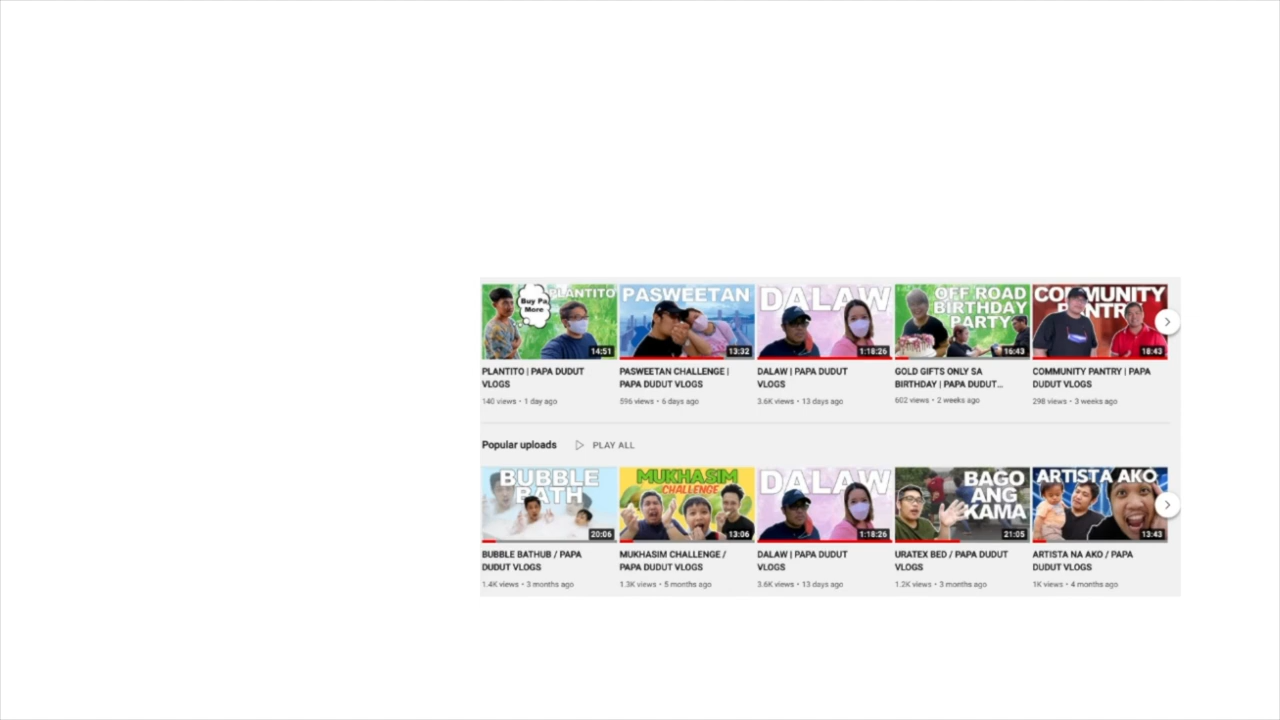 Buy Pa
More
PLANTITO
14:51
PASWEETAN
13:32
DALAW
1:18:26
OFF ROAD
BIRTHDAY
PARTY
16:43
COMMUNITY
PANTRY
18:43
PLANTITO | PAPA DUDUT
VLOGS
140 views • 1 day ago
PASWEETAN CHALLENGE |
PAPA DUDUT VLOGS
596 views • 6 days ago
DALAW | PAPA DUDUT
VLOGS
3.6K views • 13 days ago
GOLD GIFTS ONLY SA
BIRTHDAY | PAPA DUDUT...
602 views • 2 weeks ago
COMMUNITY PANTRY | PAPA
DUDUT VLOGS
298 views • 3 weeks ago
Popular uploads PLAY ALL
BUBBLE
BATH
20:06
MUKHASIM
CHALLENGE
13:06
DALAW
1:18:26
BAGO
ANG
KAMA
21:05
ARTISTA AKO
13:43
BUBBLE BATHUB / PAPA
DUDUT VLOGS
1.4K views • 3 months ago
MUKHASIM CHALLENGE /
PAPA DUDUT VLOGS
1.3K views • 5 months ago
DALAW | PAPA DUDUT
VLOGS
3.6K views • 13 days ago
URATEX BED / PAPA DUDUT
VLOGS
1.2K views • 3 months ago
ARTISTA NA AKO / PAPA
DUDUT VLOGS
1K views • 4 months ago